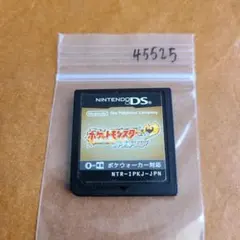 45525
NINTENDO DS
Nintendo The Pokémon Company
ポケットモンスター
ポケウォーカー対応
NTR-IPKJ-JPN